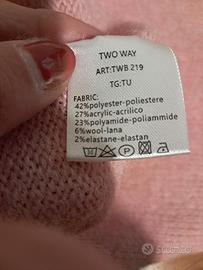 TWO WAY
ART:TWB 219
TG:TU
FABRIC:
42%polyester-poliestere
27%acrylic-acrilico
23%polyamide-poliammide
6%wool-lana
2%elastane-elastan
subito